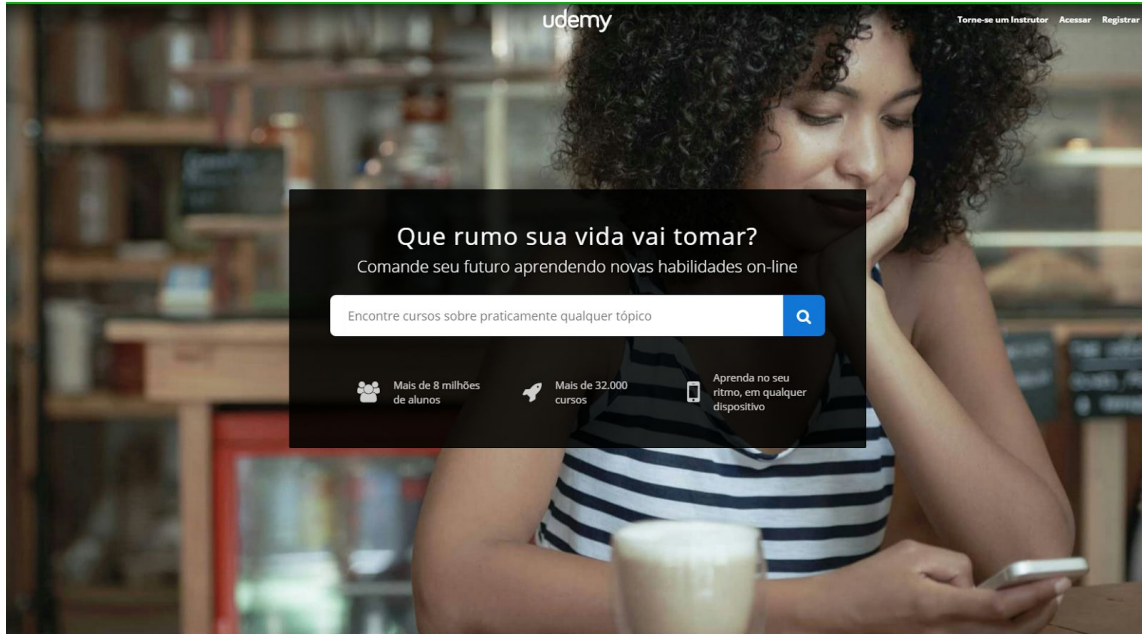 udemy
Torne-se um Instrutor Acessar Registrar
Que rumo sua vida vai tomar?
Comande seu futuro aprendendo novas habilidades on-line
Encontre cursos sobre praticamente qualquer tópico
Mais de 8 milhões
de alunos
Mais de 32.000
cursos
Aprenda no seu
ritmo, em qualquer
dispositivo